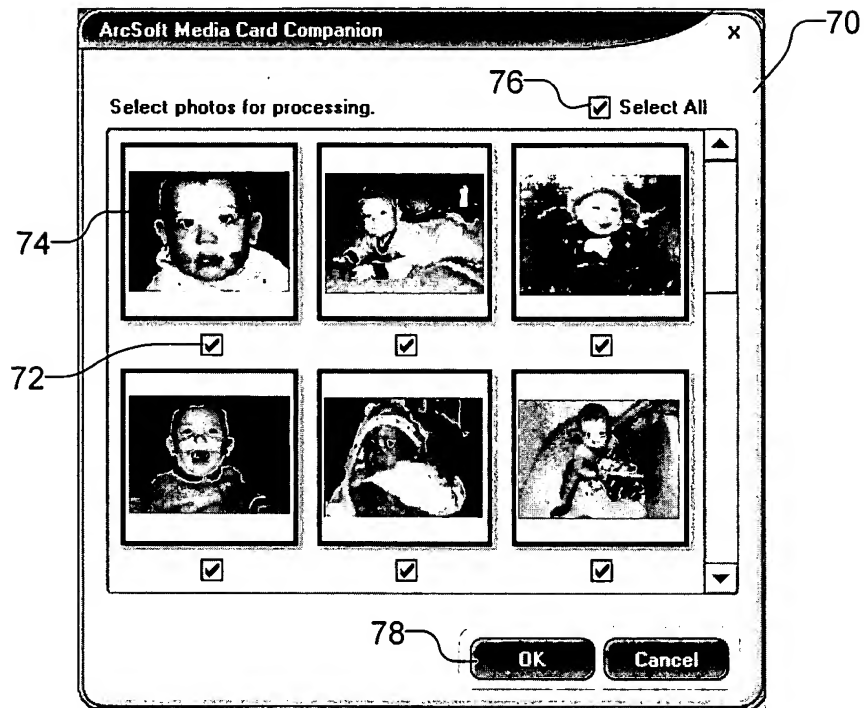 ArcSoft Media Card Companion x
70
76
Select photos for processing. Select All
74
72
78
OK Cancel